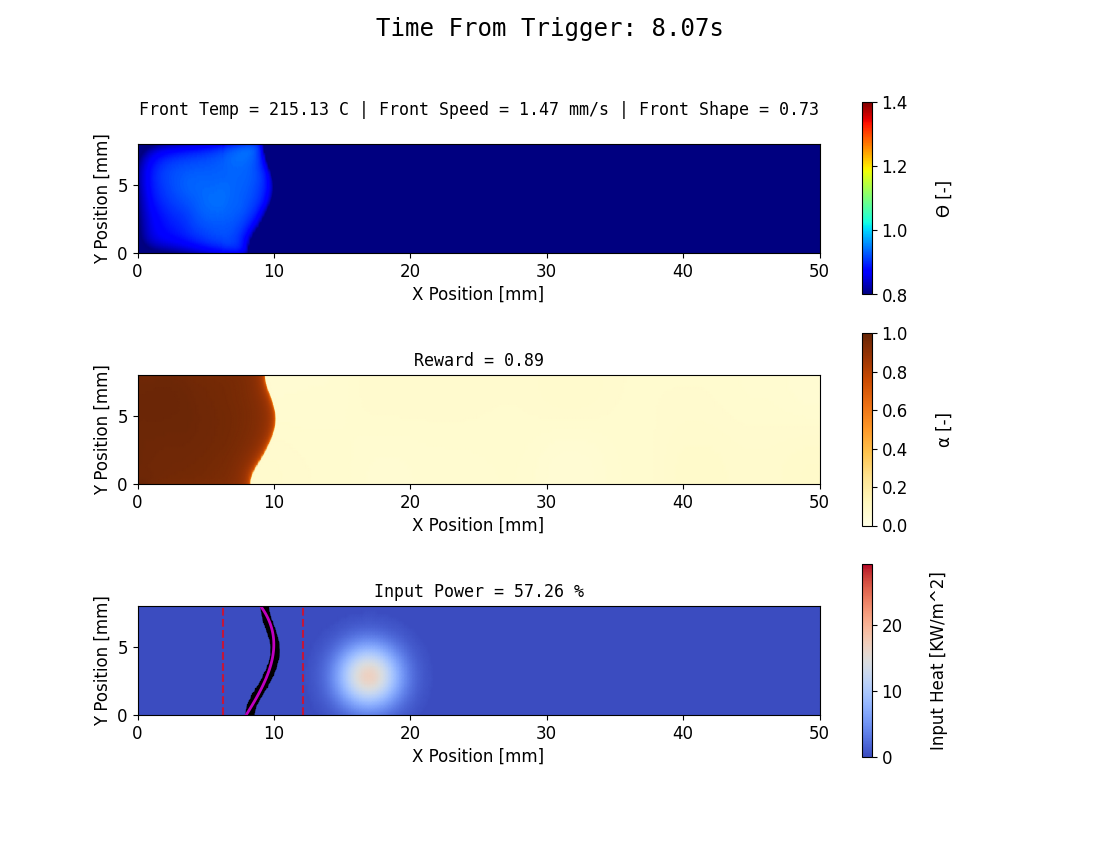 Time From Trigger: 8.07s
Front Temp = 215.13 C | Front Speed = 1.47 mm/s | Front Shape = 0.73
Y Position [mm]
5
0
0 10 20 30 40 50
X Position [mm]
1.4
1.2
1.0
0.8
Θ [-]
Reward = 0.89
Y Position [mm]
5
0
0 10 20 30 40 50
X Position [mm]
1.0
0.8
0.6
0.4
0.2
0.0
α [-]
Input Power = 57.26 %
Y Position [mm]
5
0
0 10 20 30 40 50
X Position [mm]
20
10
0
Input Heat [KW/m^2]